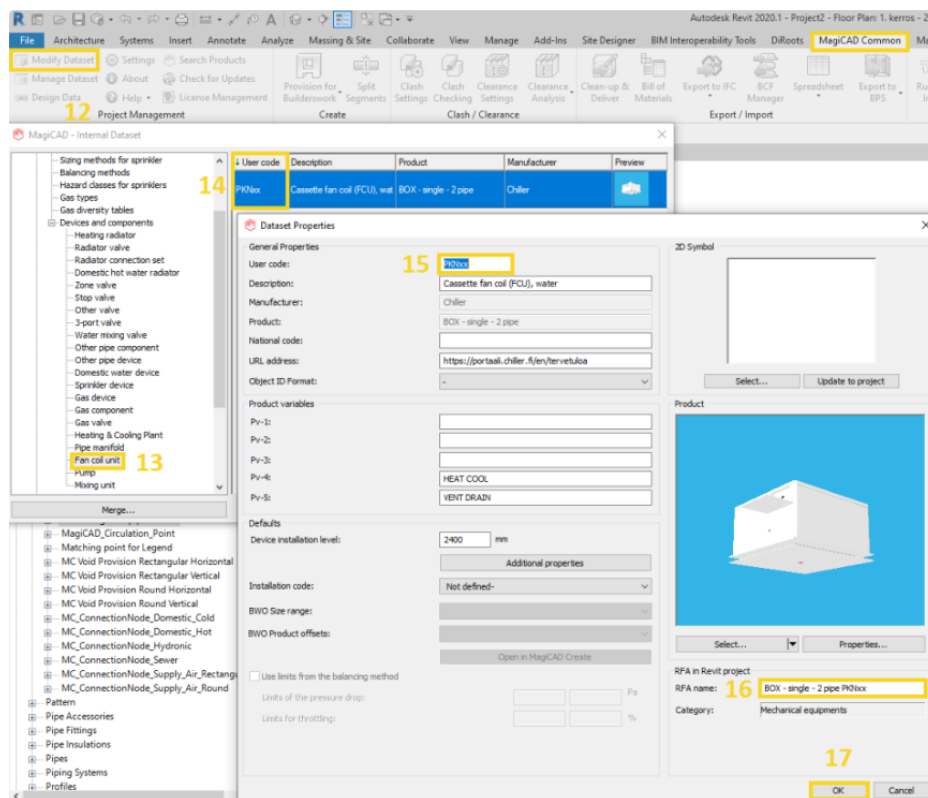 Autodesk Revit 2020.1 - Project2 - Floor Plan: 1. kerros - 2
File Architecture Systems Insert Annotate Analyze Massing & Site Collaborate View Manage Add-Ins Site Designer BIM Interoperability Tools DiRoots MagiCAD Common
Modify Dataset Settings Search Products
Manage Dataset About Check for Updates
Design Data Help License Management
12
Provision for Builderswork
Split Segments
Clash Settings
Clash Checking
Clearance Settings
Clearance Analysis
Clean-up & Deliver
Bill of Materials
Export to IFC
BCF Manager
Spreadsheet
Export to EPS
Project Management Create Clash / Clearance Export / Import
MagiCAD - Internal Dataset
Sizing methods for sprinkler
Balancing methods
Hazard classes for sprinklers
Gas types
Gas diversity tables
Devices and components
Heating radiator
Radiator valve
Radiator connection set
Domestic hot water radiator
Zone valve
Stop valve
Other valve
3-port valve
Water mixing valve
Other pipe component
Other pipe device
Domestic water device
Sprinkler device
Gas device
Gas component
Gas valve
Heating & Cooling Plant
Pipe manifold
Fan coil unit 13
Pump
Mixing unit
Merge...
User code Description Product Manufacturer Preview
14 PKNxx Cassette fan coil (FCU), wat BOX - single - 2 pipe Chiller
MagiCAD_Circulation_Point
Matching point for Legend
MC Void Provision Rectangular Horizontal
MC Void Provision Rectangular Vertical
MC Void Provision Round Horizontal
MC Void Provision Round Vertical
MC_ConnectionNode_Domestic_Cold
MC_ConnectionNode_Domestic_Hot
MC_ConnectionNode_Hydronic
MC_ConnectionNode_Sewer
MC_ConnectionNode_Supply_Air_Rectangu
MC_ConnectionNode_Supply_Air_Round
Pattern
Pipe Accessories
Pipe Fittings
Pipe Insulations
Pipes
Piping Systems
Profiles
Dataset Properties
General Properties
User code: 15 PKNxx
Description: Cassette fan coil (FCU), water
Manufacturer: Chiller
Product: BOX - single - 2 pipe
National code:
URL address: https://portaali.chiller.fi/en/tervetuloa
Object ID Format: -
Product variables
Pv-1:
Pv-2:
Pv-3:
Pv-4: HEAT COOL
Pv-5: VENT DRAIN
Defaults
Device installation level: 2400 mm
Additional properties
Installation code: Not defined-
BWO Size range:
BWO Product offsets:
Open in MagiCAD Create
Use limits from the balancing method
Limits of the pressure drop: Pa
Limits for throttling: %
2D Symbol
Select... Update to project
Product
Select... Properties...
RFA in Revit project
RFA name: 16 BOX - single - 2 pipe PKNxx
Category: Mechanical equipments
17
OK Cancel